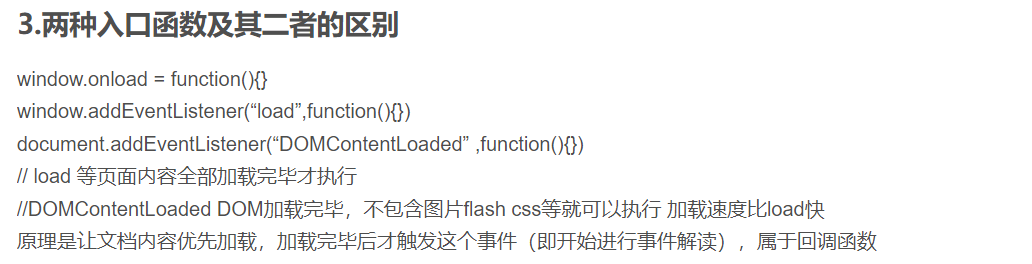 3.两种入口函数及其二者的区别
window.onload = function(){}
window.addEventListener(“load”,function(){})
document.addEventListener(“DOMContentLoaded” ,function(){})
// load 等页面内容全部加载完毕才执行
//DOMContentLoaded DOM加载完毕，不包含图片flash css等就可以执行 加载速度比load快
原理是让文档内容优先加载，加载完毕后才触发这个事件（即开始进行事件解读），属于回调函数